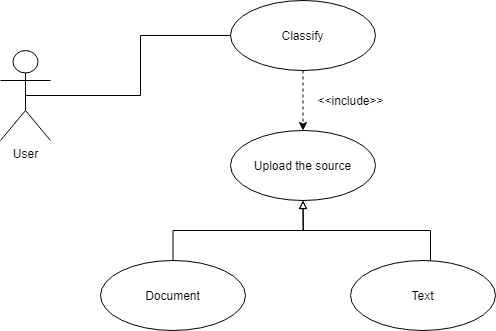 Classify
<<include>>
User
Upload the source
Document
Text